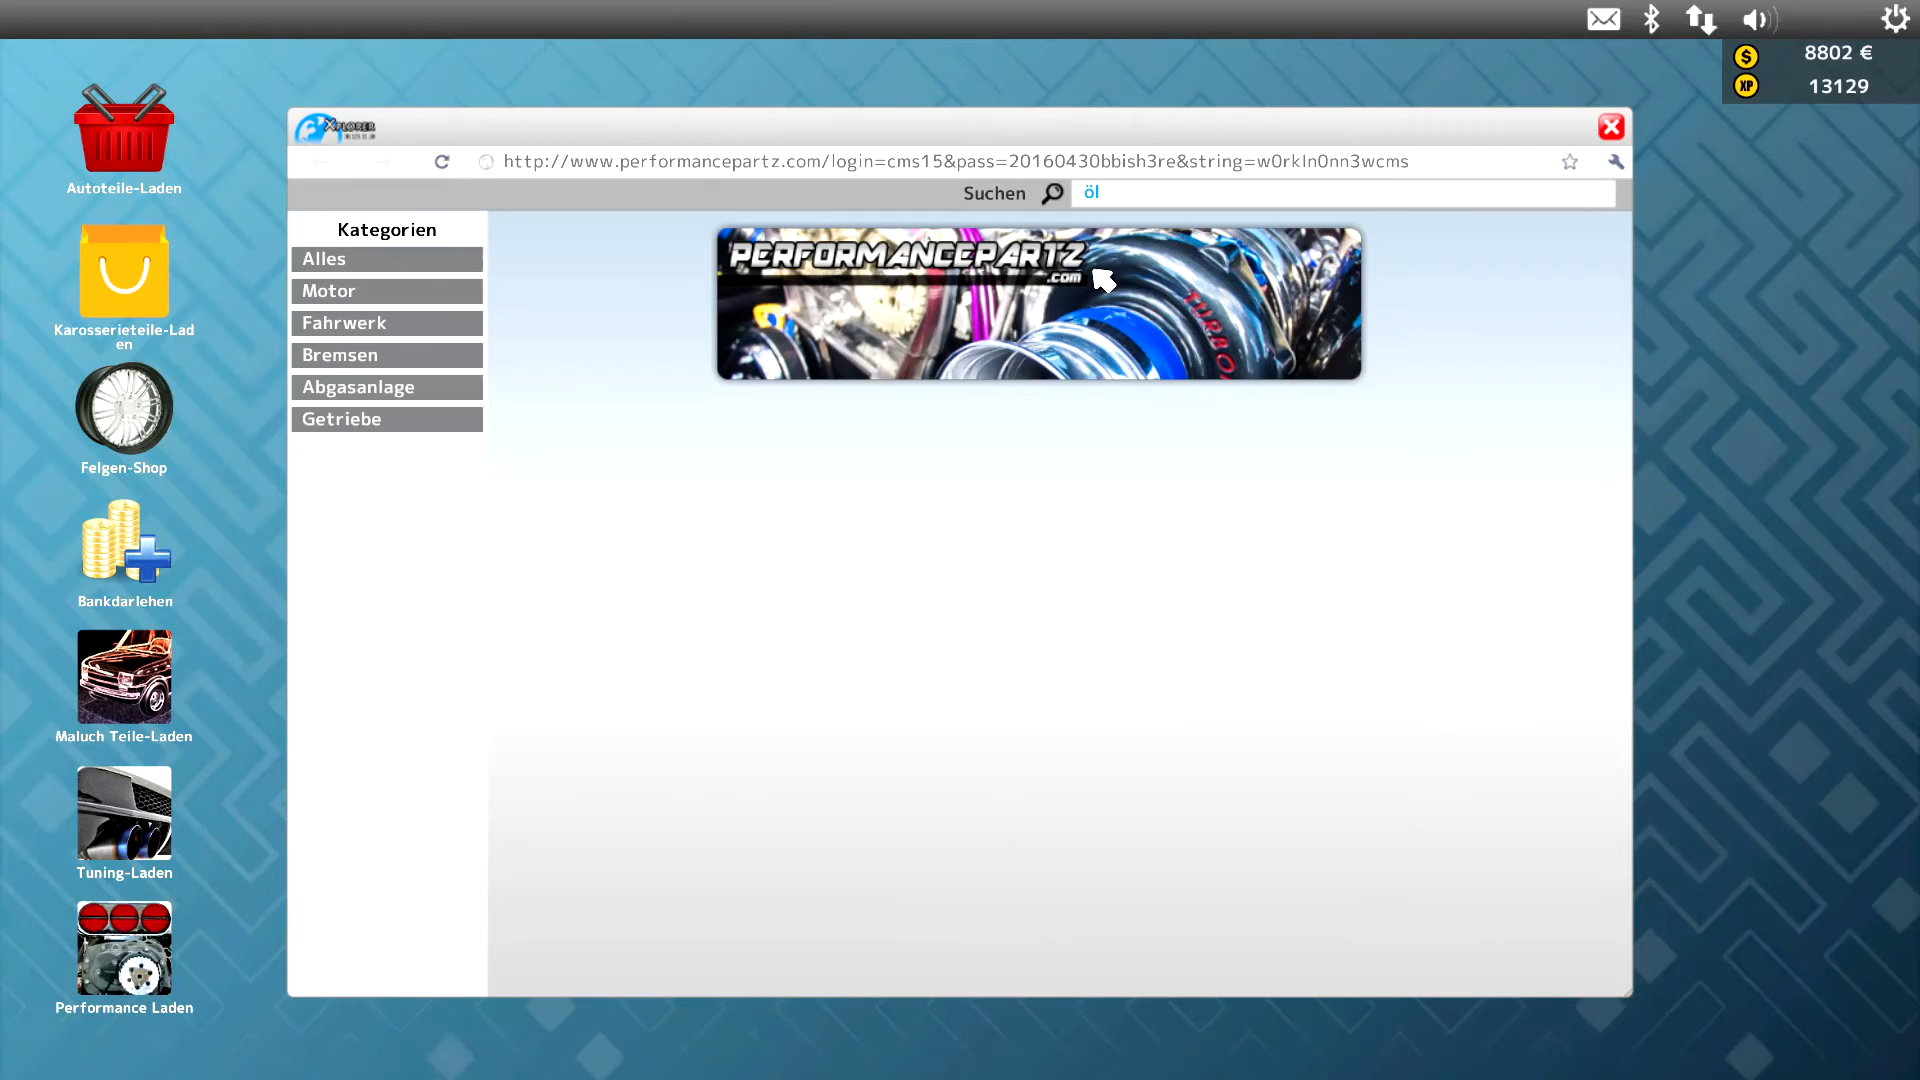 8802 €
XP
13129
Autoteile-Laden
Karosserieteile-Lad
en
Felgen-Shop
Bankdarlehen
Maluch Teile-Laden
Tuning-Laden
Performance Laden
XPLORER
http://www.performancepartz.com/login=cms15&pass=20160430bbish3re&string=w0rkIn0nn3wcms
Suchen
öl
Kategorien
Alles
Motor
Fahrwerk
Bremsen
Abgasanlage
Getriebe
PERFORMANCEPARTZ
.com
TURBO